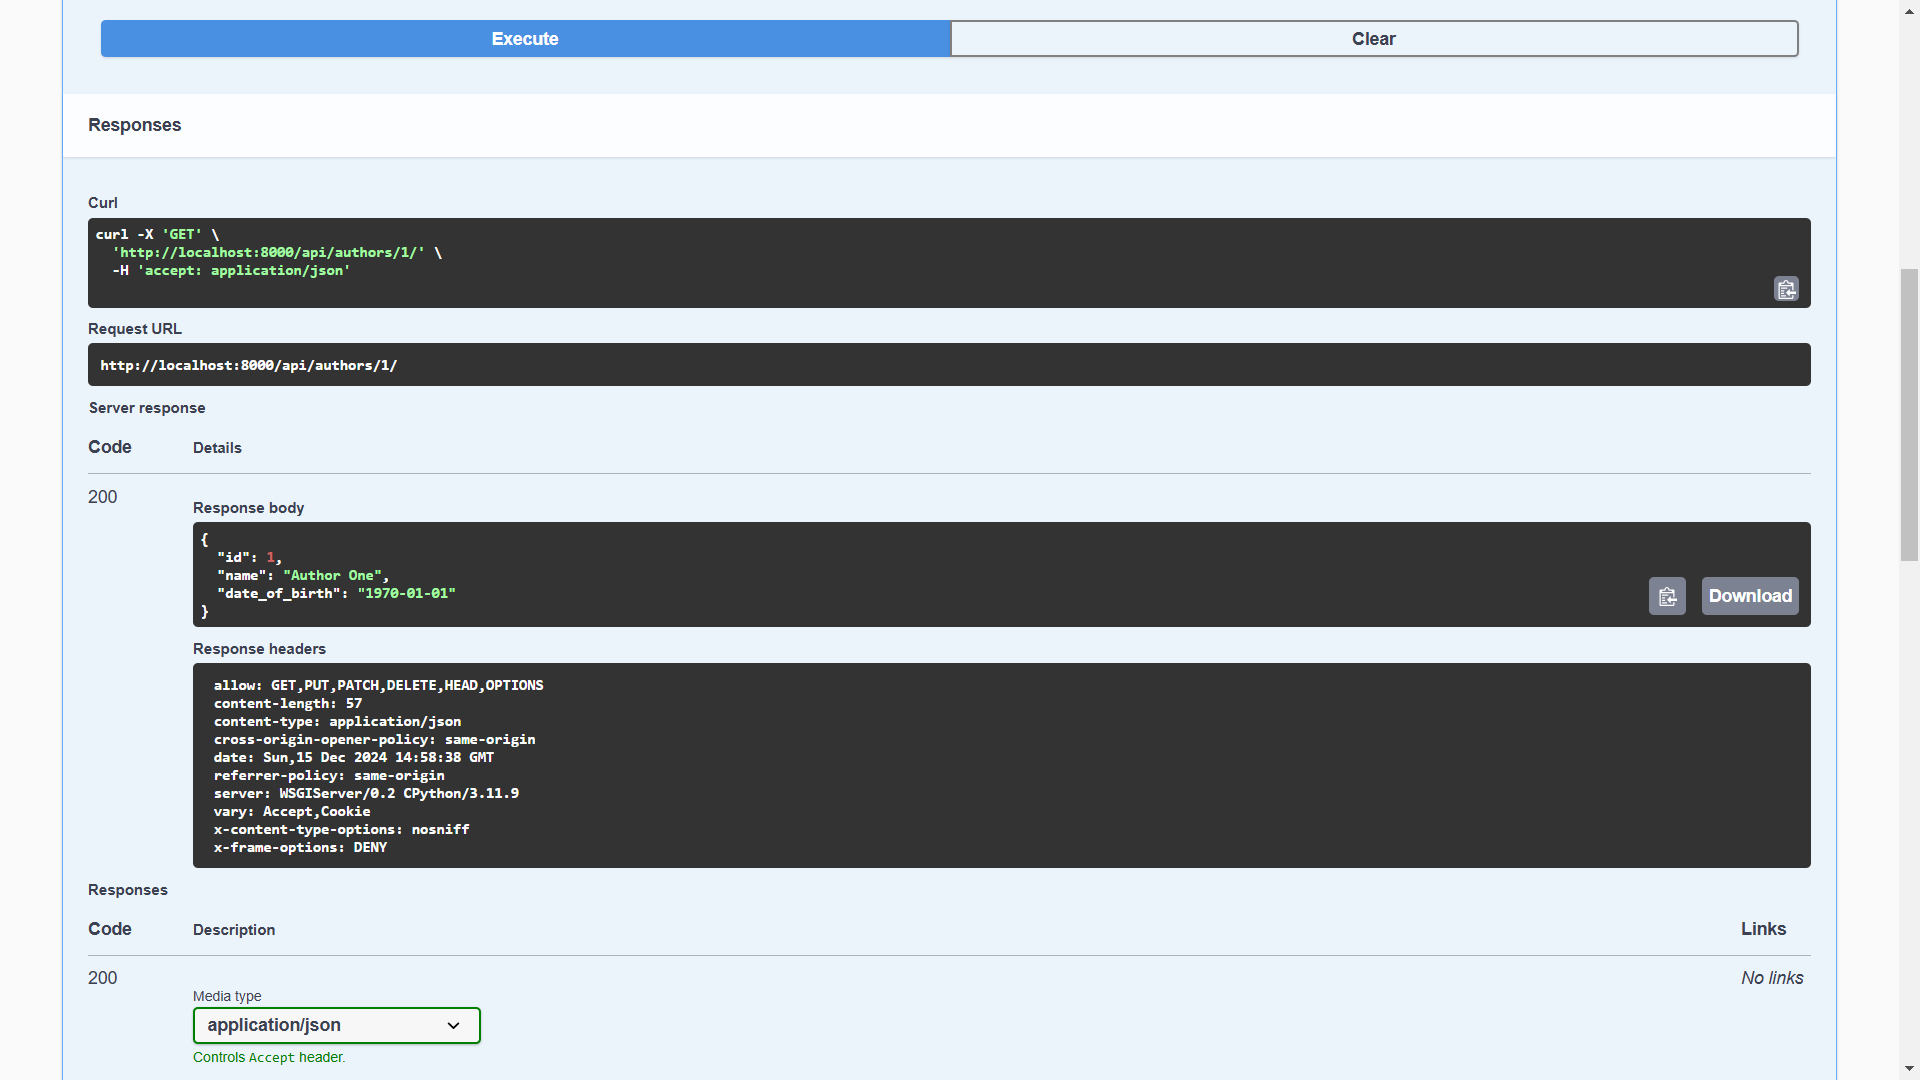 Execute
Clear
Responses
Curl
curl -X 'GET' \
  'http://localhost:8000/api/authors/1/' \
  -H 'accept: application/json'
Request URL
http://localhost:8000/api/authors/1/
Server response
Code Details
200
Response body
{
  "id": 1,
  "name": "Author One",
  "date_of_birth": "1970-01-01"
}
Download
Response headers
allow: GET,PUT,PATCH,DELETE,HEAD,OPTIONS
content-length: 57
content-type: application/json
cross-origin-opener-policy: same-origin
date: Sun,15 Dec 2024 14:58:38 GMT
referrer-policy: same-origin
server: WSGIServer/0.2 CPython/3.11.9
vary: Accept,Cookie
x-content-type-options: nosniff
x-frame-options: DENY
Responses
Code Description Links
200 No links
Media type
application/json
Controls Accept header.